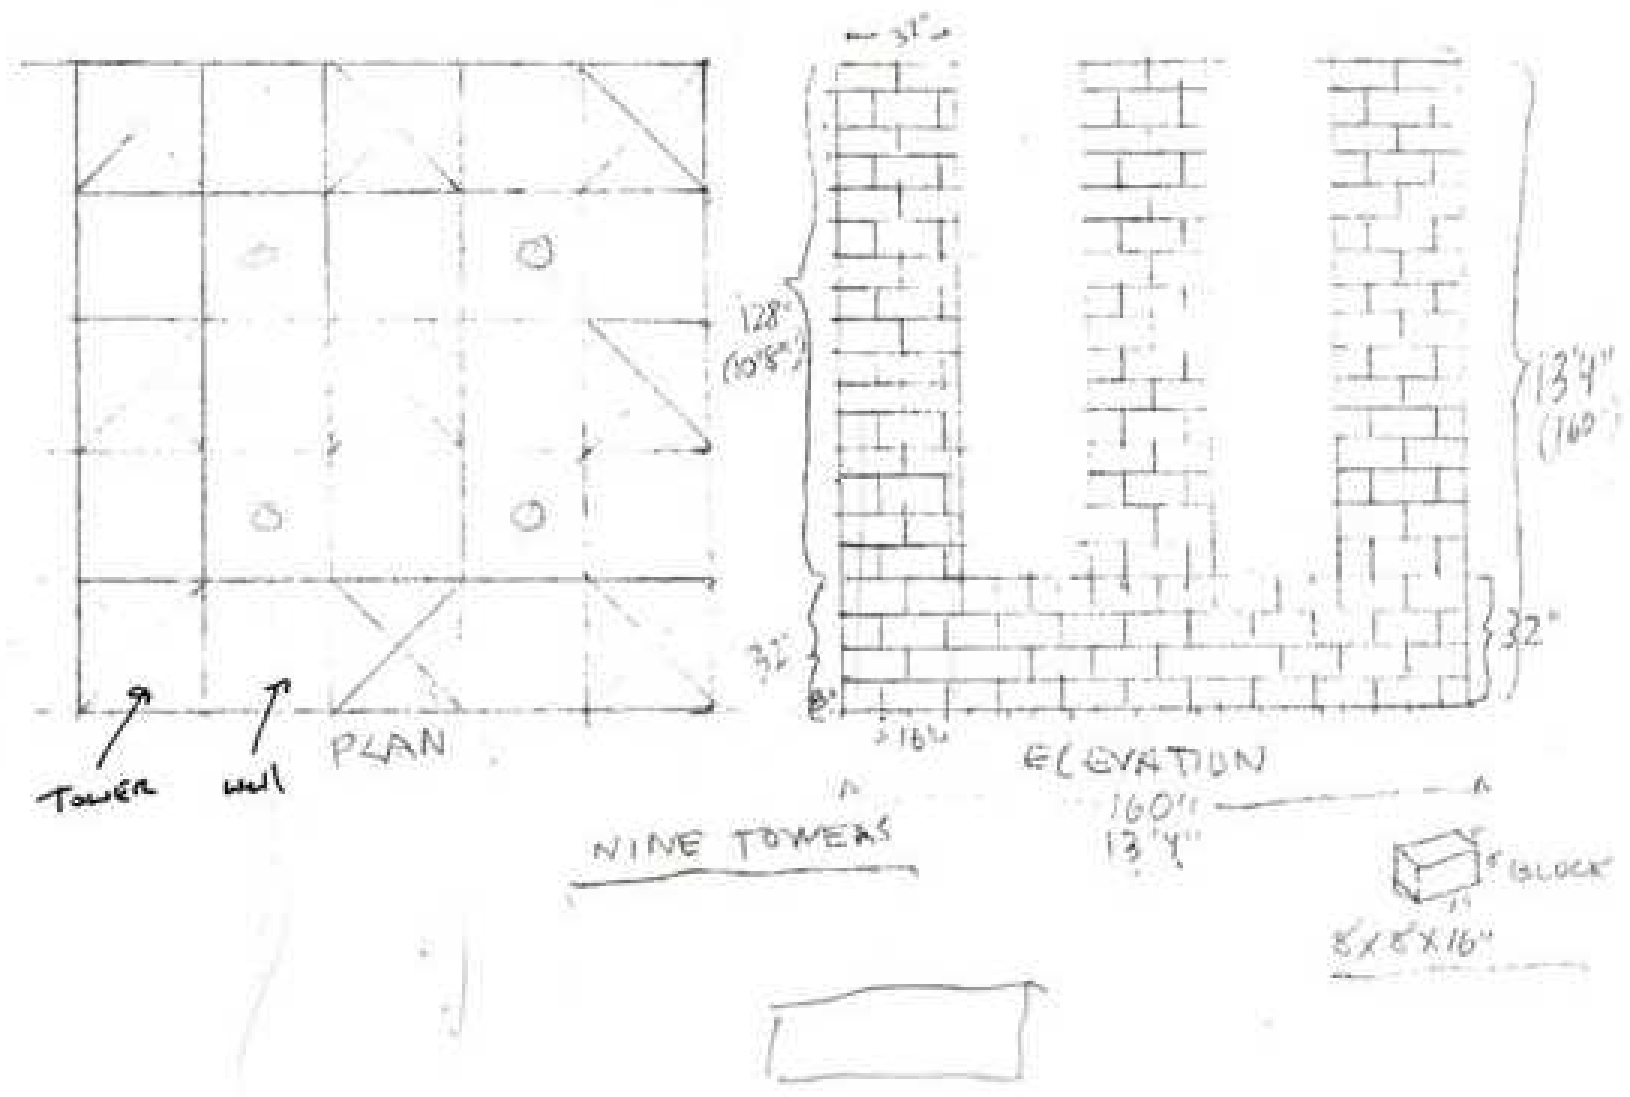 128"
(10'8")
13'4"
(160")
32"
32"
8"
16"
TOWER
WALL
PLAN
ELEVATION
160"
13'4"
NINE TOWERS
BLOCK
8"X8"X16"